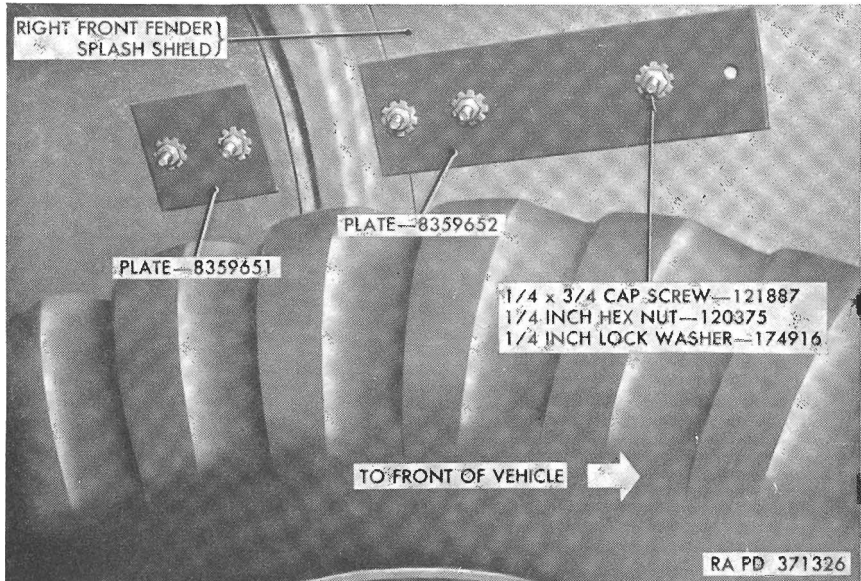 RIGHT FRONT FENDER
SPLASH SHIELD
PLATE—8359652
PLATE—8359651
1/4 x 3/4 CAP SCREW—121887
1/4 INCH HEX NUT—120375
1/4 INCH LOCK WASHER—174916
TO FRONT OF VEHICLE
RA PD 371326